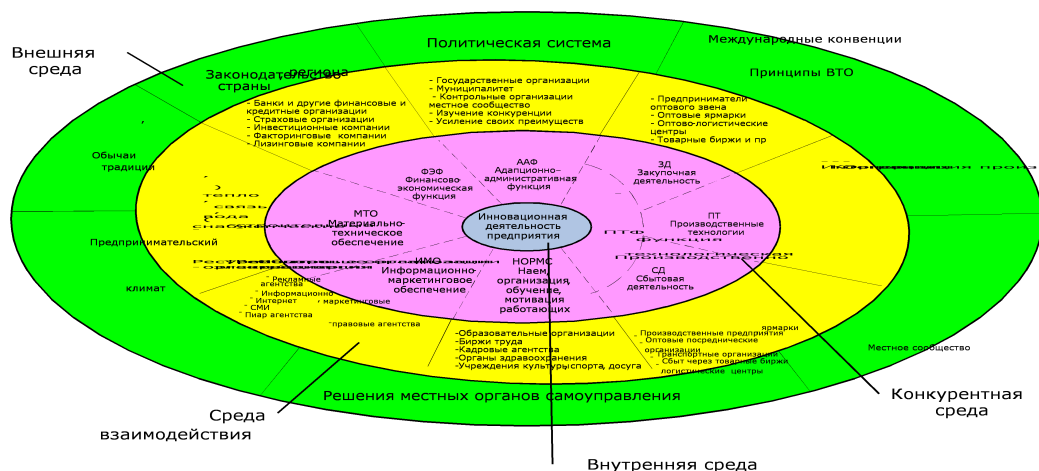 Внешняя
среда
Политическая система
Международные конвенции
Принципы ВТО
Законодательство
региона
страны
Обычаи
традиции
Предпринимательский
климат
Местное сообщество
Решения местных органов самоуправления
- Банки и другие финансовые и
кредитные организации
- Страховые организации
- Инвестиционные компании
- Факторинговые компании
- Лизинговые компании
- Государственные организации
- Муниципалитет
- Контрольные организации
местное сообщество
- Изучение конкуренции
- Усиление своих преимуществ
- Предприниматели
оптового звена
- Оптовые ярмарки
- Оптово-логистические
центры
- Товарные биржи и пр
тепло
связь
вода
ФЭФ
Финансово-
экономическая
функция
ААФ
Адапционно-
административная
функция
ЗД
Закупочная
деятельность
МТО
Материально-
техническое
обеспечение
Инновационная
деятельность
предприятия
ПТ
Производственные
технологии
ПТФ
функция
технологическая
Производственно
ИМО
Информационно-
маркетинговое
обеспечение
НОРМС
Наем,
организация,
обучение,
мотивация
работающих
СД
Сбытовая
деятельность
- Рекламные
агентства
- Информационно
- маркетинговые
- Интернет
- СМИ
- Пиар агентства
-правовые агентства
-Образовательные организации
-Биржи труда
-Кадровые агентства
-Органы здравоохранения
-Учреждения культуры,спорта, досуга
ярмарки
- Производственные предприятия
- Оптовые посреднические
организации
- Транспортные организации
- Сбыт через товарные биржи
- логистические центры
Среда
взаимодействия
Конкурентная
среда
Внутренняя среда